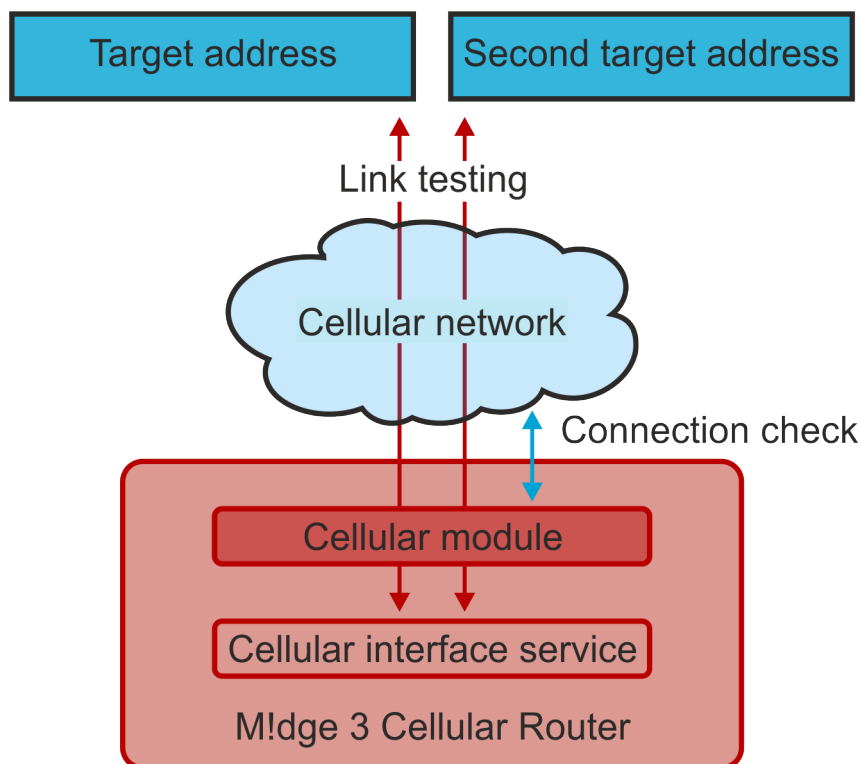 Target address
Second target address
Link testing
Cellular network
Connection check
Cellular module
Cellular interface service
M!dge 3 Cellular Router